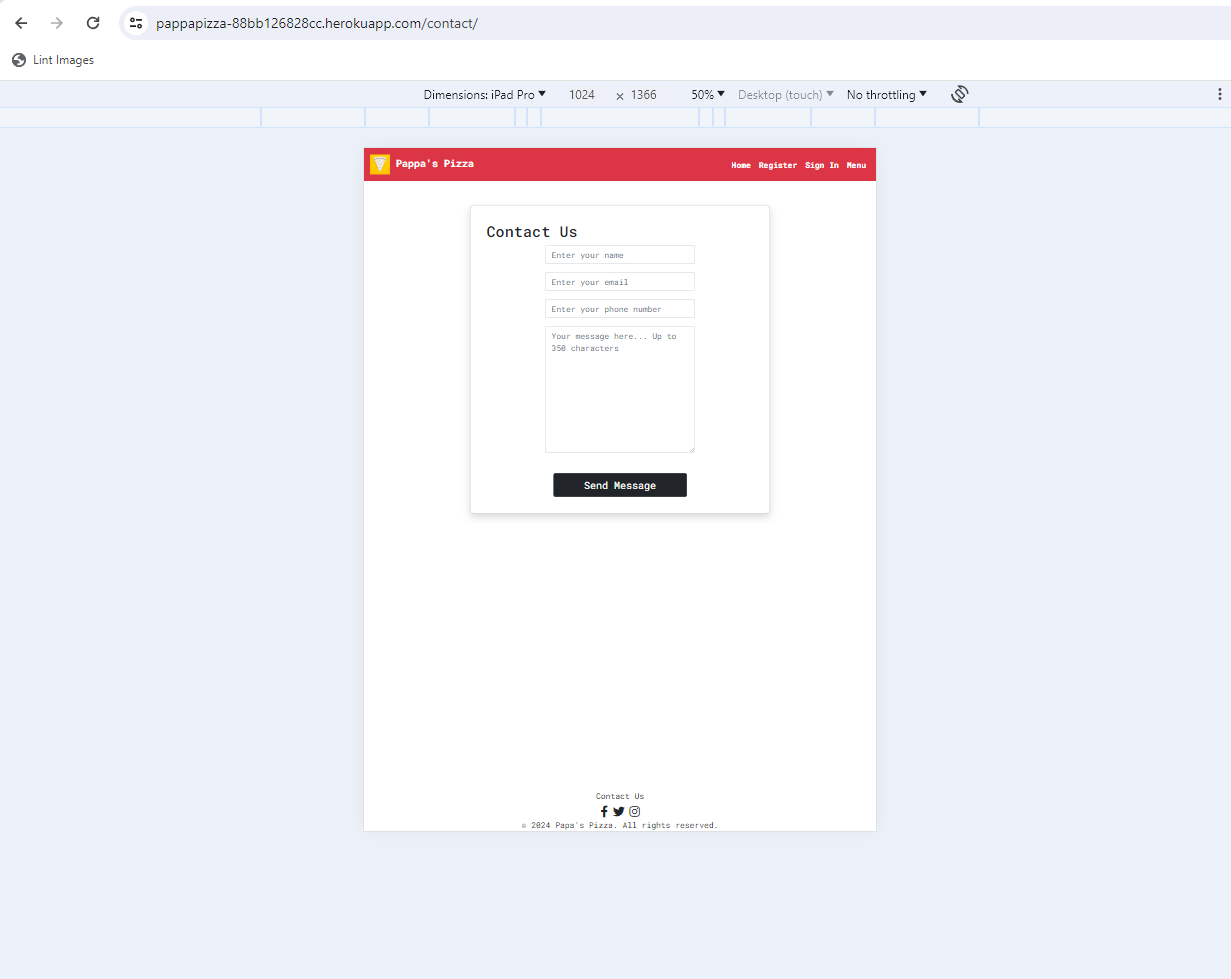 pappapizza-88bb126828cc.herokuapp.com/contact/
Lint Images
Dimensions: iPad Pro 1024 × 1366 50% Desktop (touch) No throttling
Pappa's Pizza Home Register Sign In Menu
Contact Us
Enter your name
Enter your email
Enter your phone number
Your message here... Up to
350 characters
Send Message
Contact Us
© 2024 Papa's Pizza. All rights reserved.